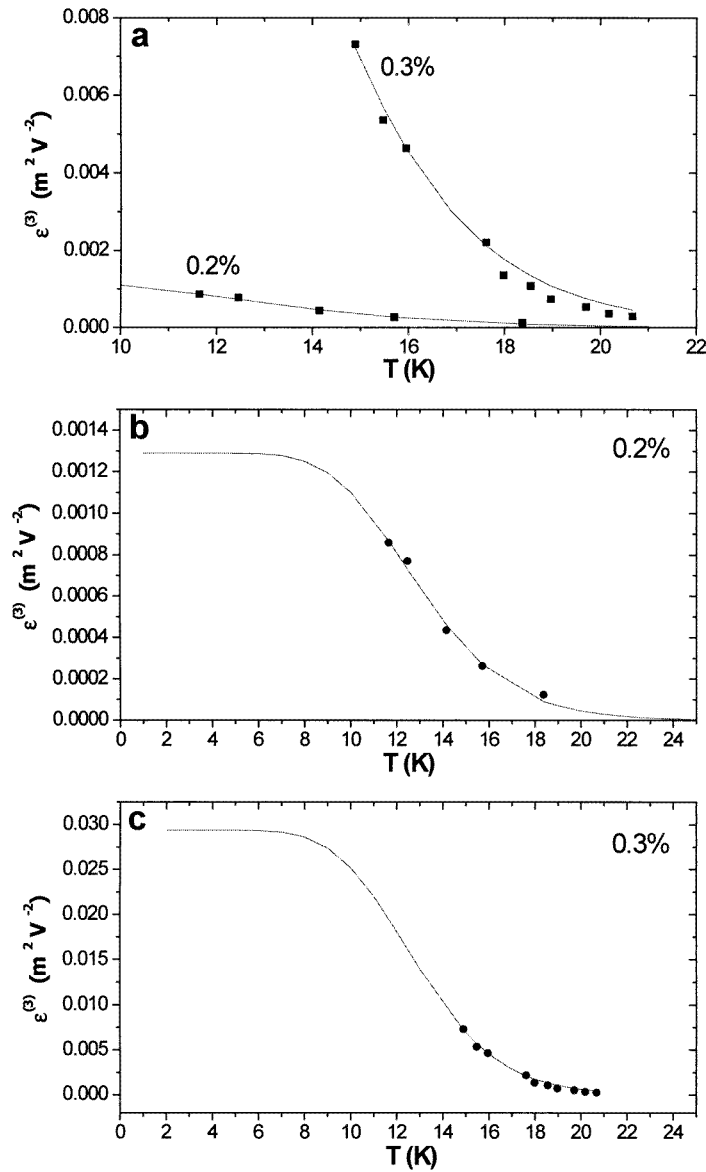 a
0.008
0.006
0.004
0.002
0.000
ε(3) (m 2 V -2)
0.3%
0.2%
10 12 14 16 18 20 22
T (K)
b
0.2%
0.0014
0.0012
0.0010
0.0008
0.0006
0.0004
0.0002
0.0000
ε(3) (m 2 V -2)
0 2 4 6 8 10 12 14 16 18 20 22 24
T (K)
c
0.3%
0.030
0.025
0.020
0.015
0.010
0.005
0.000
ε(3) (m 2 V -2)
0 2 4 6 8 10 12 14 16 18 20 22 24
T (K)